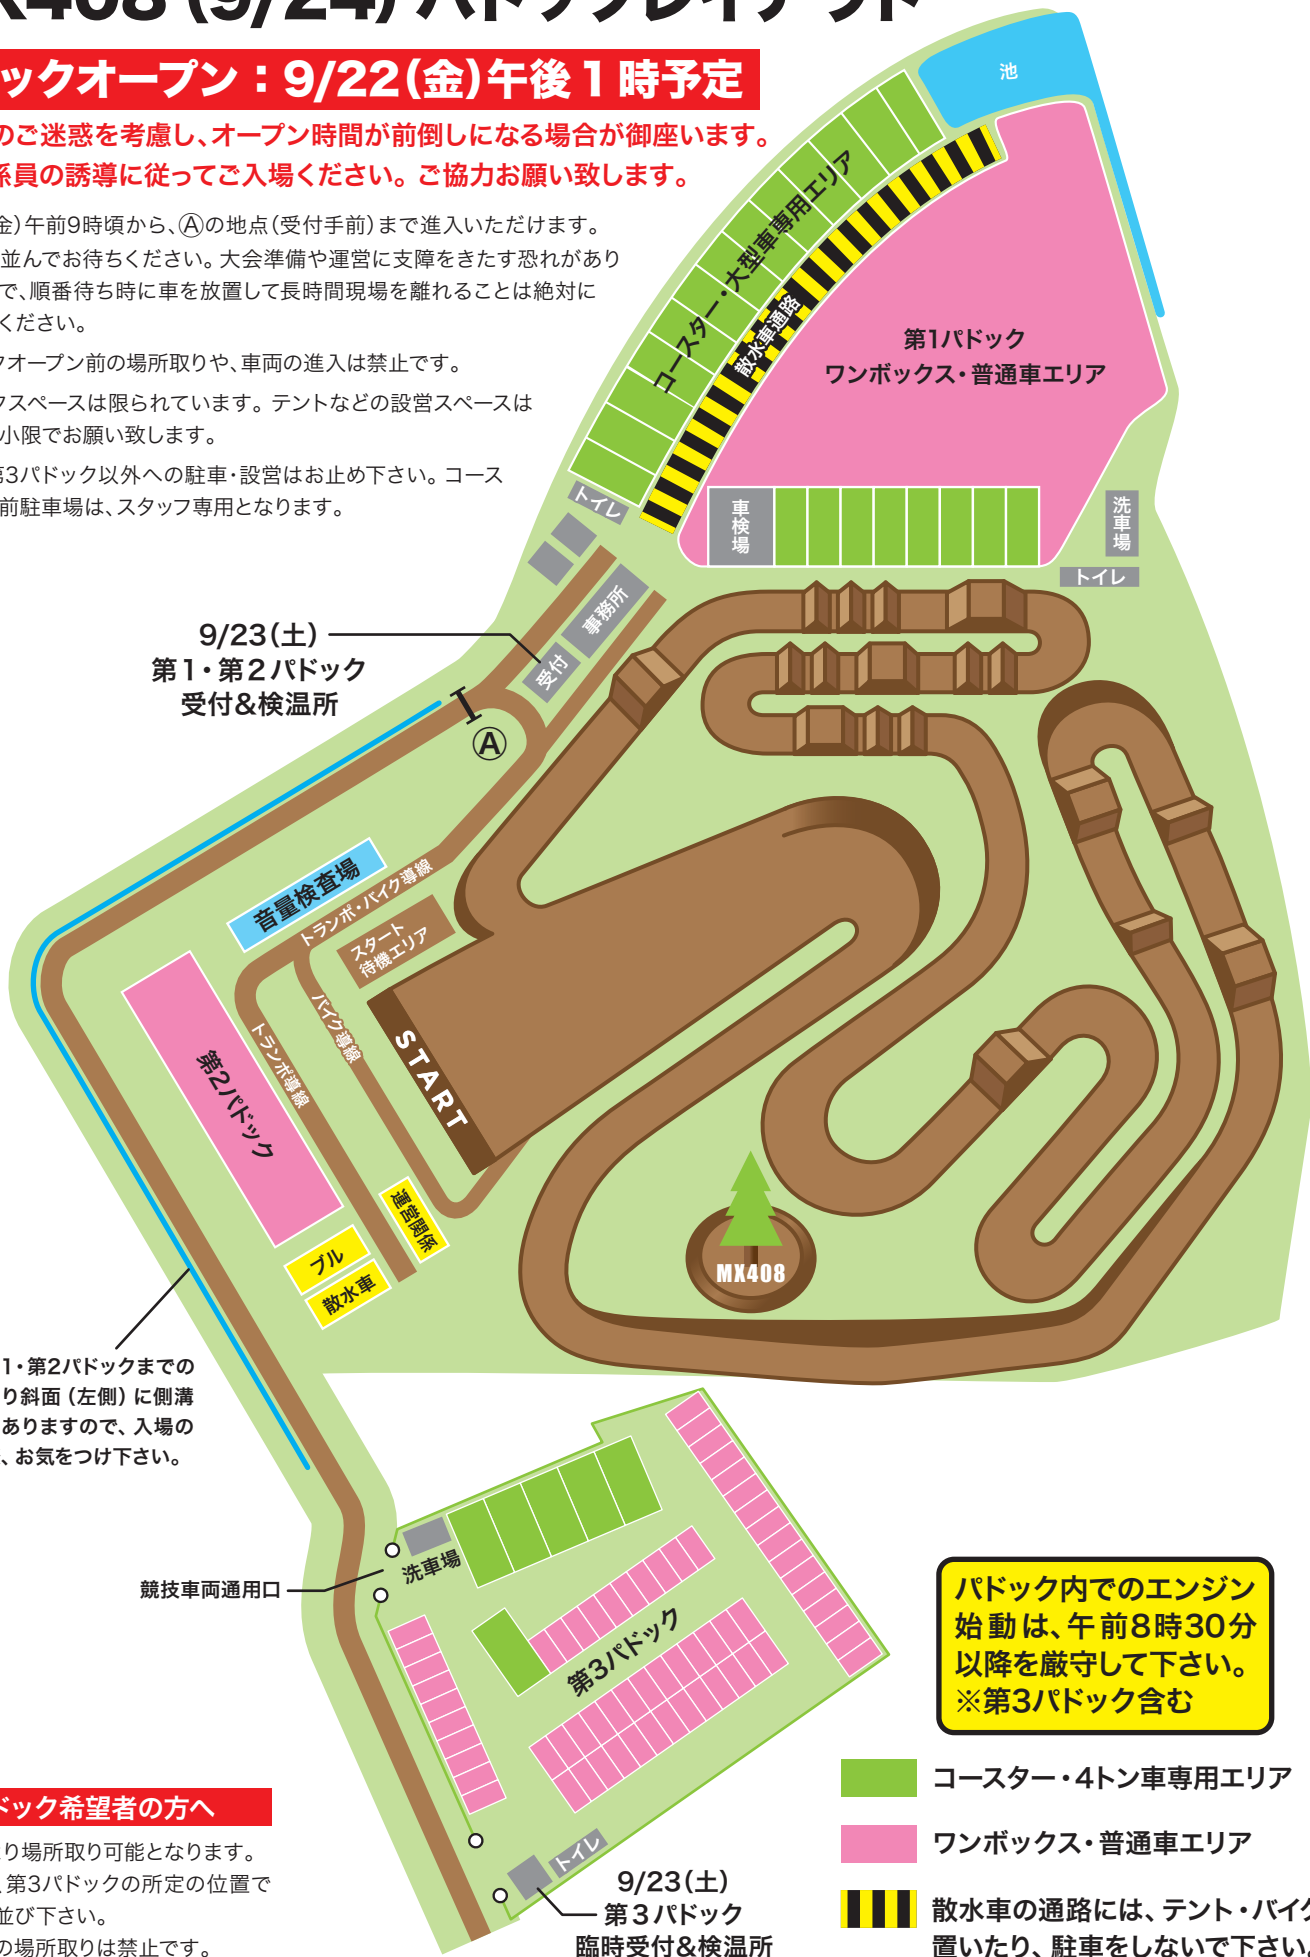 X408（9/24）パドックレイアウト
ックオープン：9/22（金）午後1時予定
のご迷惑を考慮し、オープン時間が前倒しになる場合が御座います。
係員の誘導に従ってご入場ください。ご協力お願い致します。
金）午前9時頃から、Ⓐの地点（受付手前）まで進入いただけます。
並んでお待ちください。大会準備や運営に支障をきたす恐れがあり
で、順番待ち時に車を放置して長時間現場を離れることは絶対に
ください。
クオープン前の場所取りや、車両の進入は禁止です。
クスペースは限られています。テントなどの設営スペースは
小限でお願い致します。
第3パドック以外への駐車・設営はお止め下さい。コース
前駐車場は、スタッフ専用となります。
池
コースター・大型車専用エリア
散水車通路
第1パドック
ワンボックス・普通車エリア
トイレ
車検場
洗車場
トイレ
事務所
受付
9/23（土）
第1・第2パドック
受付&検温所
Ⓐ
音量検査場
トランポ・バイク導線
スタート
待機エリア
バイク導線
トランポ導線
START
第2パドック
運営関係
ブル
散水車
MX408
1・第2パドックまでの
り斜面（左側）に側溝
ありますので、入場の
、お気をつけ下さい。
洗車場
競技車両通用口
第3パドック
パドック内でのエンジン
始動は、午前8時30分
以降を厳守して下さい。
※第3パドック含む
コースター・4トン車専用エリア
ワンボックス・普通車エリア
散水車の通路には、テント・バイク
置いたり、駐車をしないで下さい。
ドック希望者の方へ
り場所取り可能となります。
、第3パドックの所定の位置で
並び下さい。
の場所取りは禁止です。
トイレ
9/23（土）
第3パドック
臨時受付&検温所